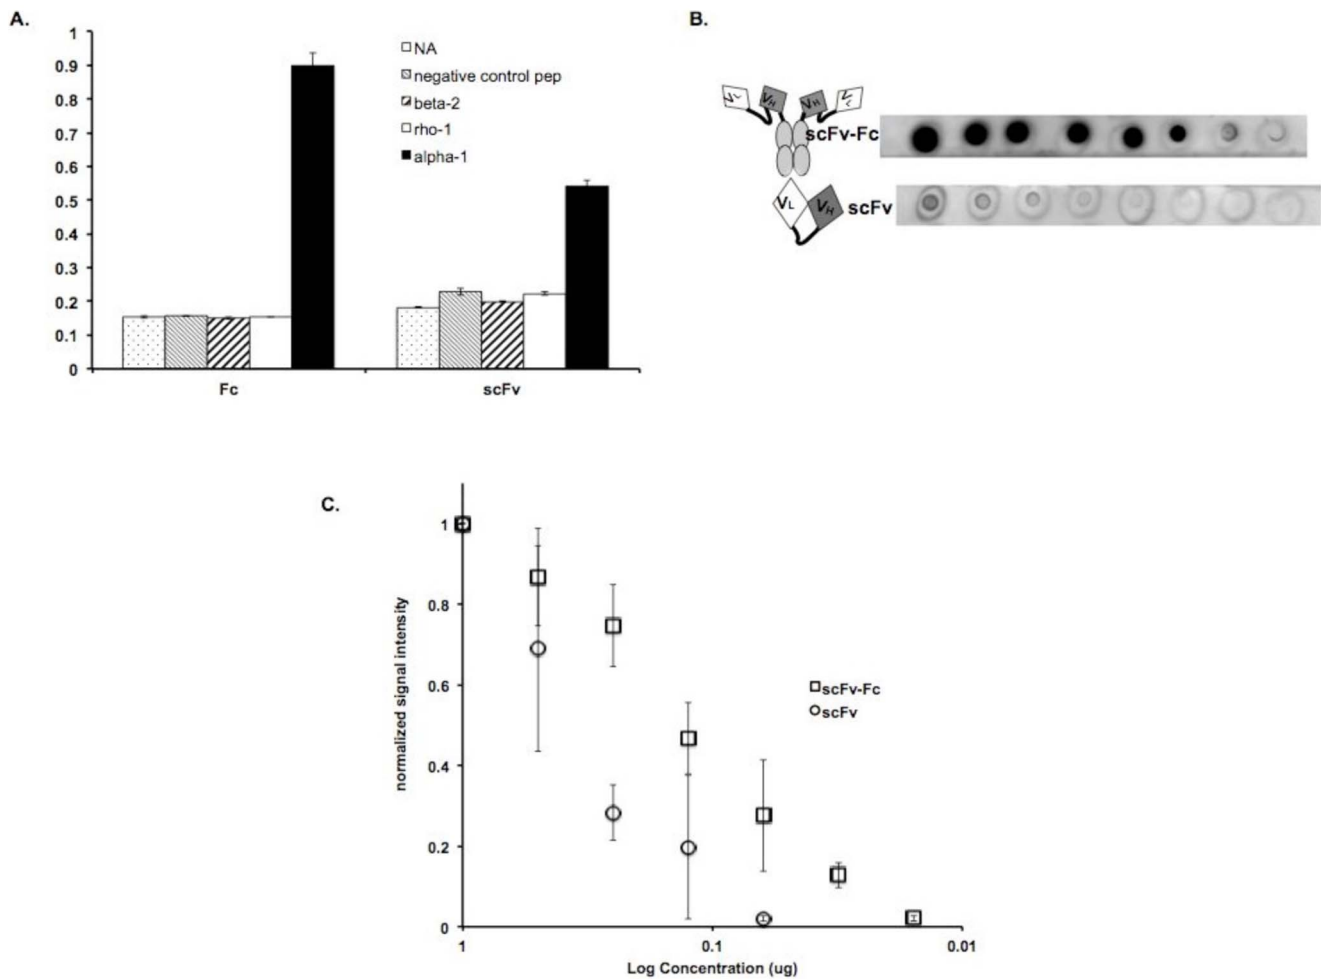 A.
1
0.9
0.8
0.7
0.6
0.5
0.4
0.3
0.2
0.1
0
NA
negative control pep
beta-2
rho-1
alpha-1
Fc
scFv
B.
VL
VH
VH
VL
scFv-Fc
VL
VH
scFv
C.
normalized signal intensity
1
0.8
0.6
0.4
0.2
0
1
0.1
0.01
Log Concentration (ug)
scFv-Fc
scFv